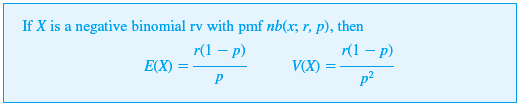 If X is a negative binomial rv with pmf nb(x; r, p), then
E(X) = r(1 − p) / p    V(X) = r(1 − p) / p²